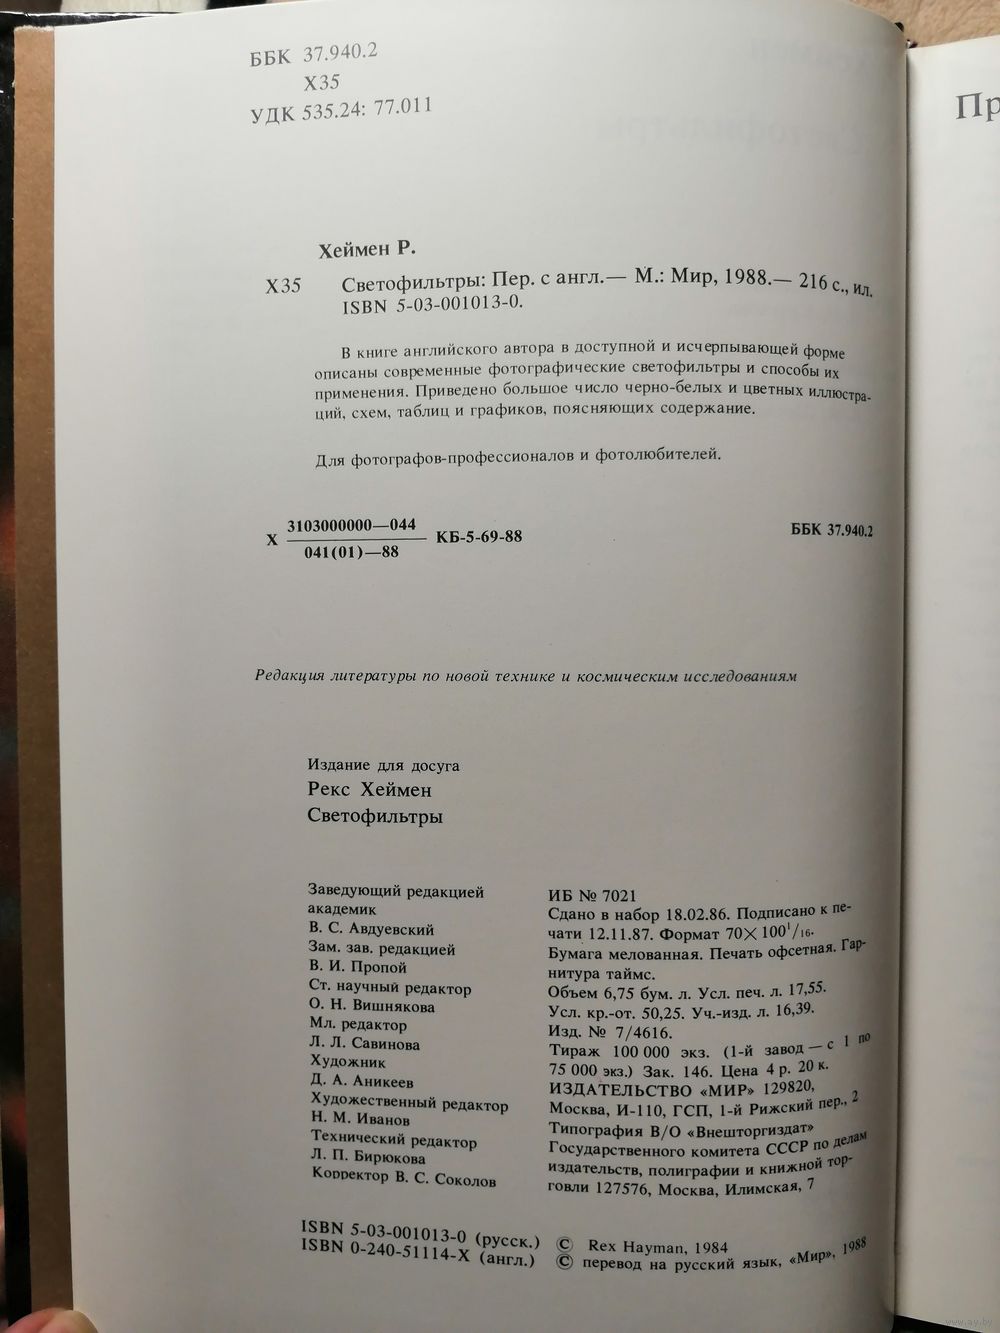 ББК 37.940.2
Х35
УДК 535.24: 77.011
Пр
Хеймен Р.
Х35 Светофильтры: Пер. с англ.— М.: Мир, 1988.— 216 с., ил.
ISBN 5-03-001013-0.
В книге английского автора в доступной и исчерпывающей форме
описаны современные фотографические светофильтры и способы их
применения. Приведено большое число черно-белых и цветных иллюстра-
ций, схем, таблиц и графиков, поясняющих содержание.
Для фотографов-профессионалов и фотолюбителей.
3103000000—044
Х КБ-5-69-88 ББК 37.940.2
041(01)—88
Редакция литературы по новой технике и космическим исследованиям
Издание для досуга
Рекс Хеймен
Светофильтры
Заведующий редакцией
академик
В. С. Авдуевский
Зам. зав. редакцией
В. И. Пропой
Ст. научный редактор
О. Н. Вишнякова
Мл. редактор
Л. Л. Савинова
Художник
Д. А. Аникеев
Художественный редактор
Н. М. Иванов
Технический редактор
Л. П. Бирюкова
Корректор В. С. Соколов
ИБ № 7021
Сдано в набор 18.02.86. Подписано к пе-
чати 12.11.87. Формат 70×100¹/₁₆.
Бумага мелованная. Печать офсетная. Гар-
нитура таймс.
Объем 6,75 бум. л. Усл. печ. л. 17,55.
Усл. кр.-от. 50,25. Уч.-изд. л. 16,39.
Изд. № 7/4616.
Тираж 100 000 экз. (1-й завод — с 1 по
75 000 экз.) Зак. 146. Цена 4 р. 20 к.
ИЗДАТЕЛЬСТВО «МИР» 129820,
Москва, И-110, ГСП, 1-й Рижский пер., 2
Типография В/О «Внешторгиздат»
Государственного комитета СССР по делам
издательств, полиграфии и книжной тор-
говли 127576, Москва, Илимская, 7
ISBN 5-03-001013-0 (русск.)
ISBN 0-240-51114-X (англ.)
© Rex Hayman, 1984
© перевод на русский язык, «Мир», 1988
www.ay.by